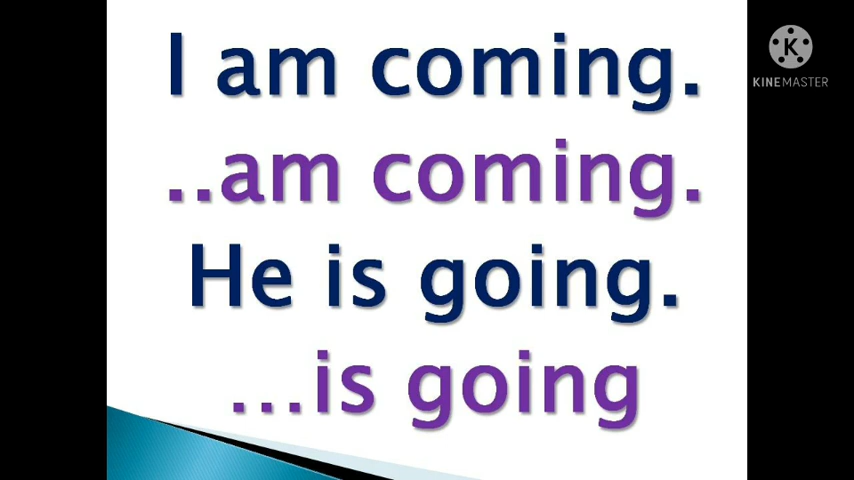 I am coming.
..am coming.
He is going.
...is going
KINEMASTER